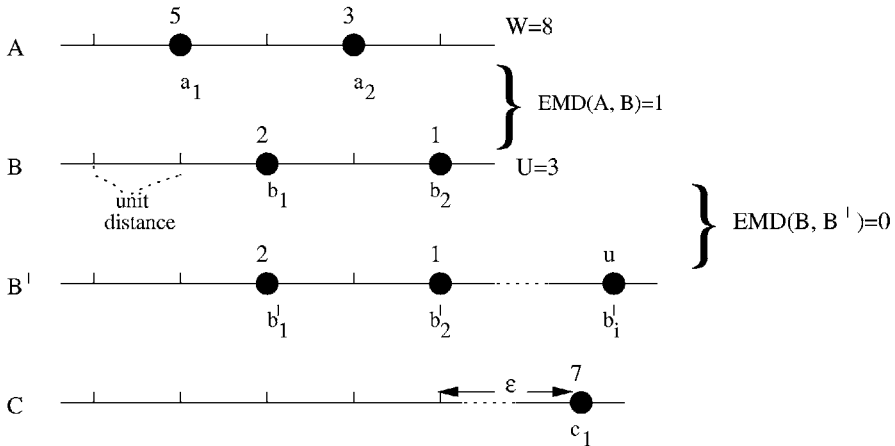 5 3 W=8
A
a1 a2
EMD(A, B)=1
2 1
B U=3
b1 b2
unit
distance
EMD(B, B')=0
2 1 u
B'
b'1 b'2 b'i
7
ε
C
c1